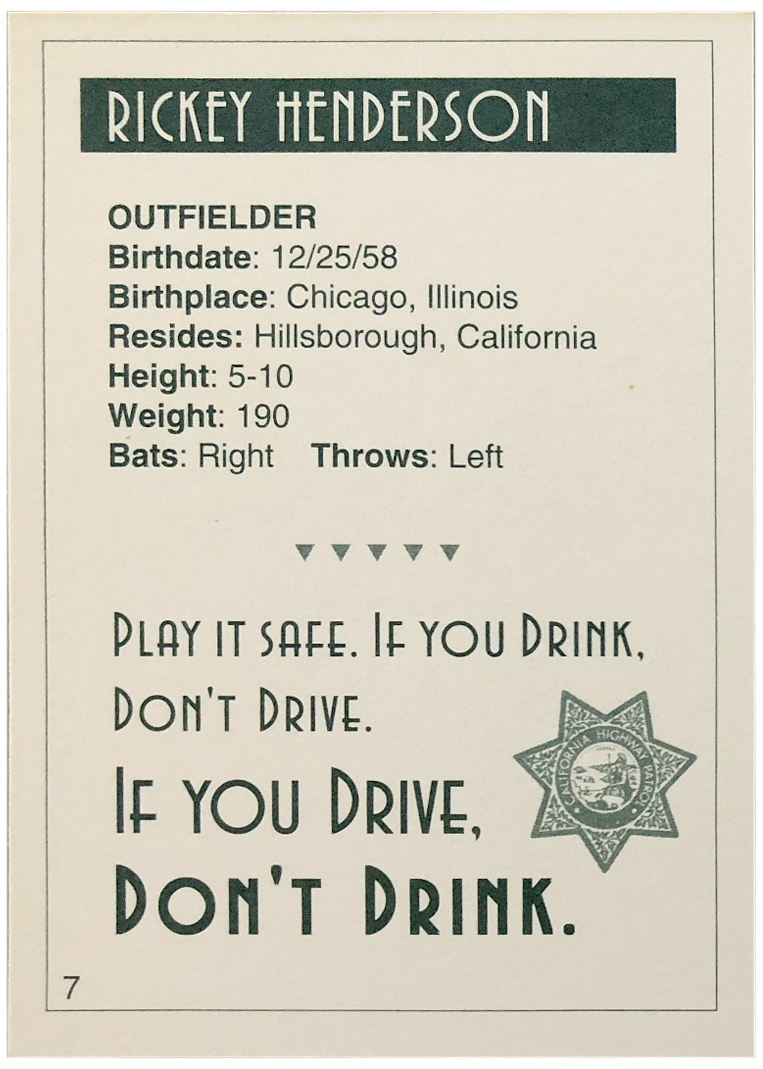 RICKEY HENDERSON
OUTFIELDER
Birthdate: 12/25/58
Birthplace: Chicago, Illinois
Resides: Hillsborough, California
Height: 5-10
Weight: 190
Bats: Right Throws: Left
PLAY IT SAFE. IF YOU DRINK,
DON'T DRIVE.
CALIFORNIA HIGHWAY PATROL
IF YOU DRIVE,
DON'T DRINK.
7